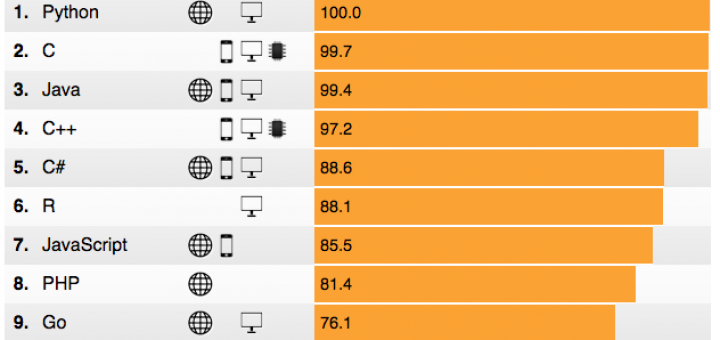 1. Python 100.0
2. C 99.7
3. Java 99.4
4. C++ 97.2
5. C# 88.6
6. R 88.1
7. JavaScript 85.5
8. PHP 81.4
9. Go 76.1